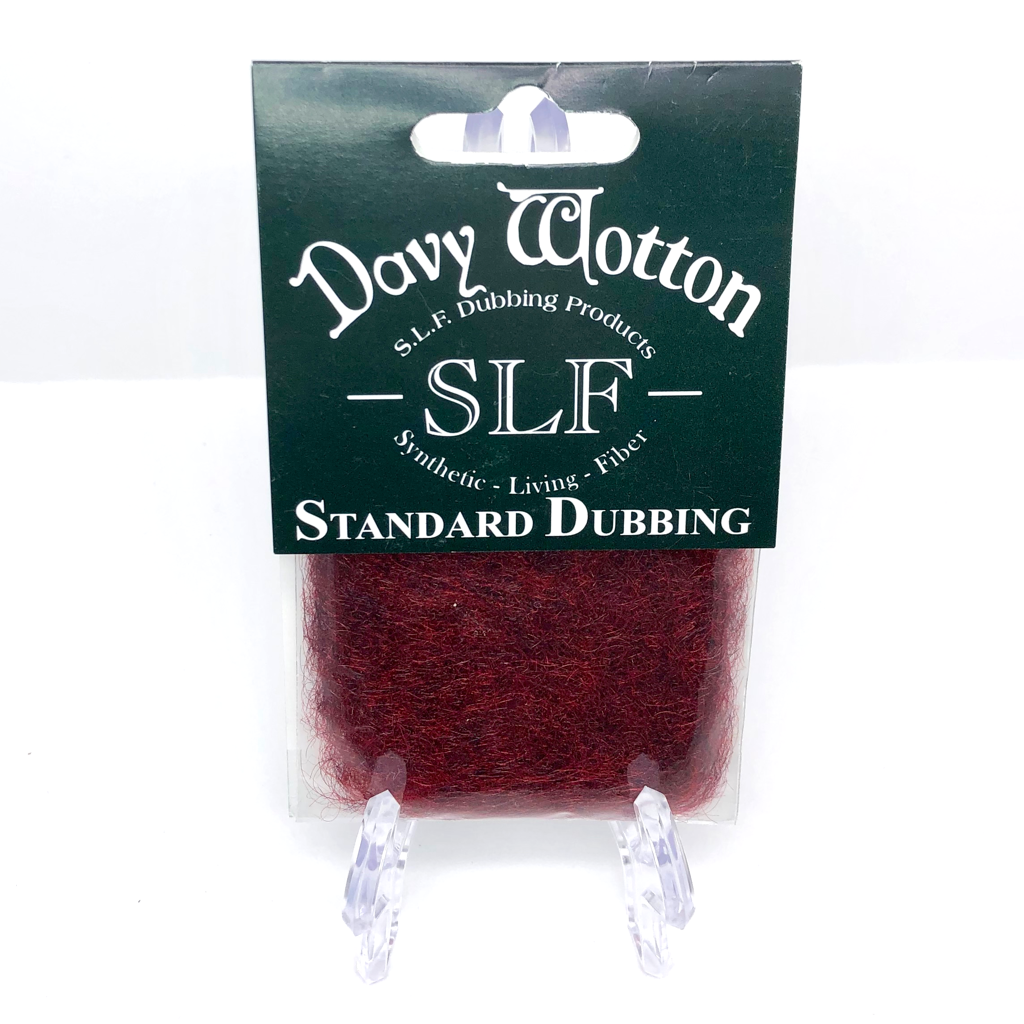 Davy Wotton
S.L.F. Dubbing Products
SLF
Synthetic - Living - Fiber
STANDARD DUBBING